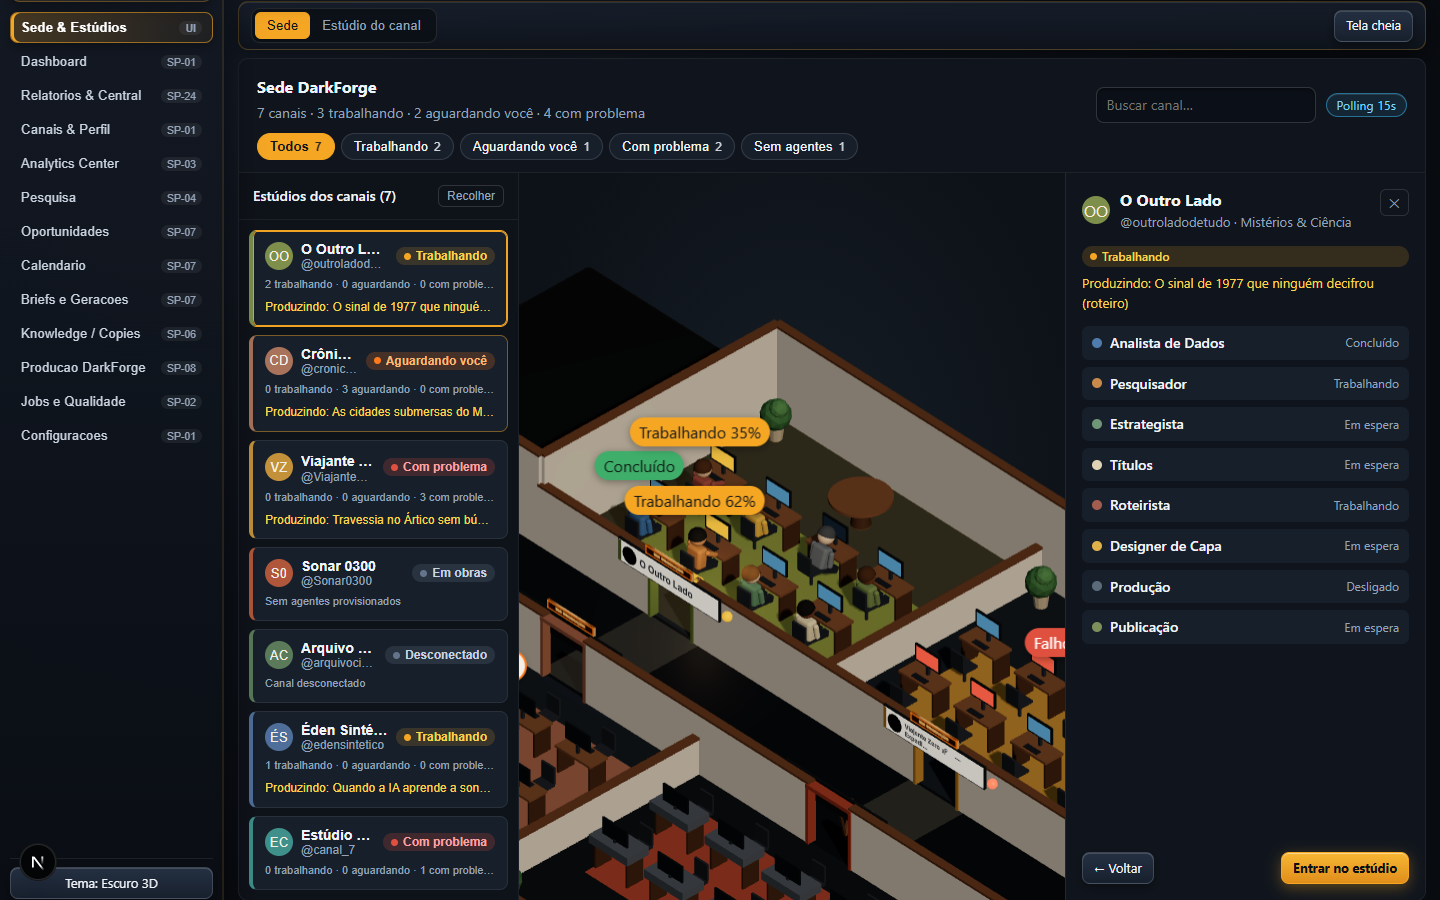 Sede & Estúdios UI
Dashboard SP-01
Relatorios & Central SP-24
Canais & Perfil SP-01
Analytics Center SP-03
Pesquisa SP-04
Oportunidades SP-07
Calendario SP-07
Briefs e Geracoes SP-07
Knowledge / Copies SP-06
Producao DarkForge SP-08
Jobs e Qualidade SP-02
Configuracoes SP-01
N
Tema: Escuro 3D
Sede Estúdio do canal
Tela cheia
Sede DarkForge
7 canais · 3 trabalhando · 2 aguardando você · 4 com problema
Buscar canal...
Polling 15s
Todos 7 Trabalhando 2 Aguardando você 1 Com problema 2 Sem agentes 1
Estúdios dos canais (7) Recolher
OO O Outro L... Trabalhando
@outroladod...
2 trabalhando · 0 aguardando · 0 com proble...
Produzindo: O sinal de 1977 que ningué...
CD Crôni... Aguardando você
@cronic...
0 trabalhando · 3 aguardando · 0 com proble...
Produzindo: As cidades submersas do M...
VZ Viajante ... Com problema
@Viajante...
0 trabalhando · 0 aguardando · 3 com proble...
Produzindo: Travessia no Ártico sem bú...
S0 Sonar 0300 Em obras
@Sonar0300
Sem agentes provisionados
AC Arquivo ... Desconectado
@arquivoci...
Canal desconectado
ÉS Éden Sinté... Trabalhando
@edensintetico
1 trabalhando · 0 aguardando · 0 com proble...
Produzindo: Quando a IA aprende a son...
EC Estúdio ... Com problema
@canal_7
0 trabalhando · 0 aguardando · 1 com proble...
Trabalhando 35%
Concluído
Trabalhando 62%
O Outro Lado
Falh
Viajante Zero
Expedi...
OO O Outro Lado
@outroladodetudo · Mistérios & Ciência
Trabalhando
Produzindo: O sinal de 1977 que ninguém decifrou
(roteiro)
Analista de Dados Concluído
Pesquisador Trabalhando
Estrategista Em espera
Títulos Em espera
Roteirista Trabalhando
Designer de Capa Em espera
Produção Desligado
Publicação Em espera
← Voltar
Entrar no estúdio